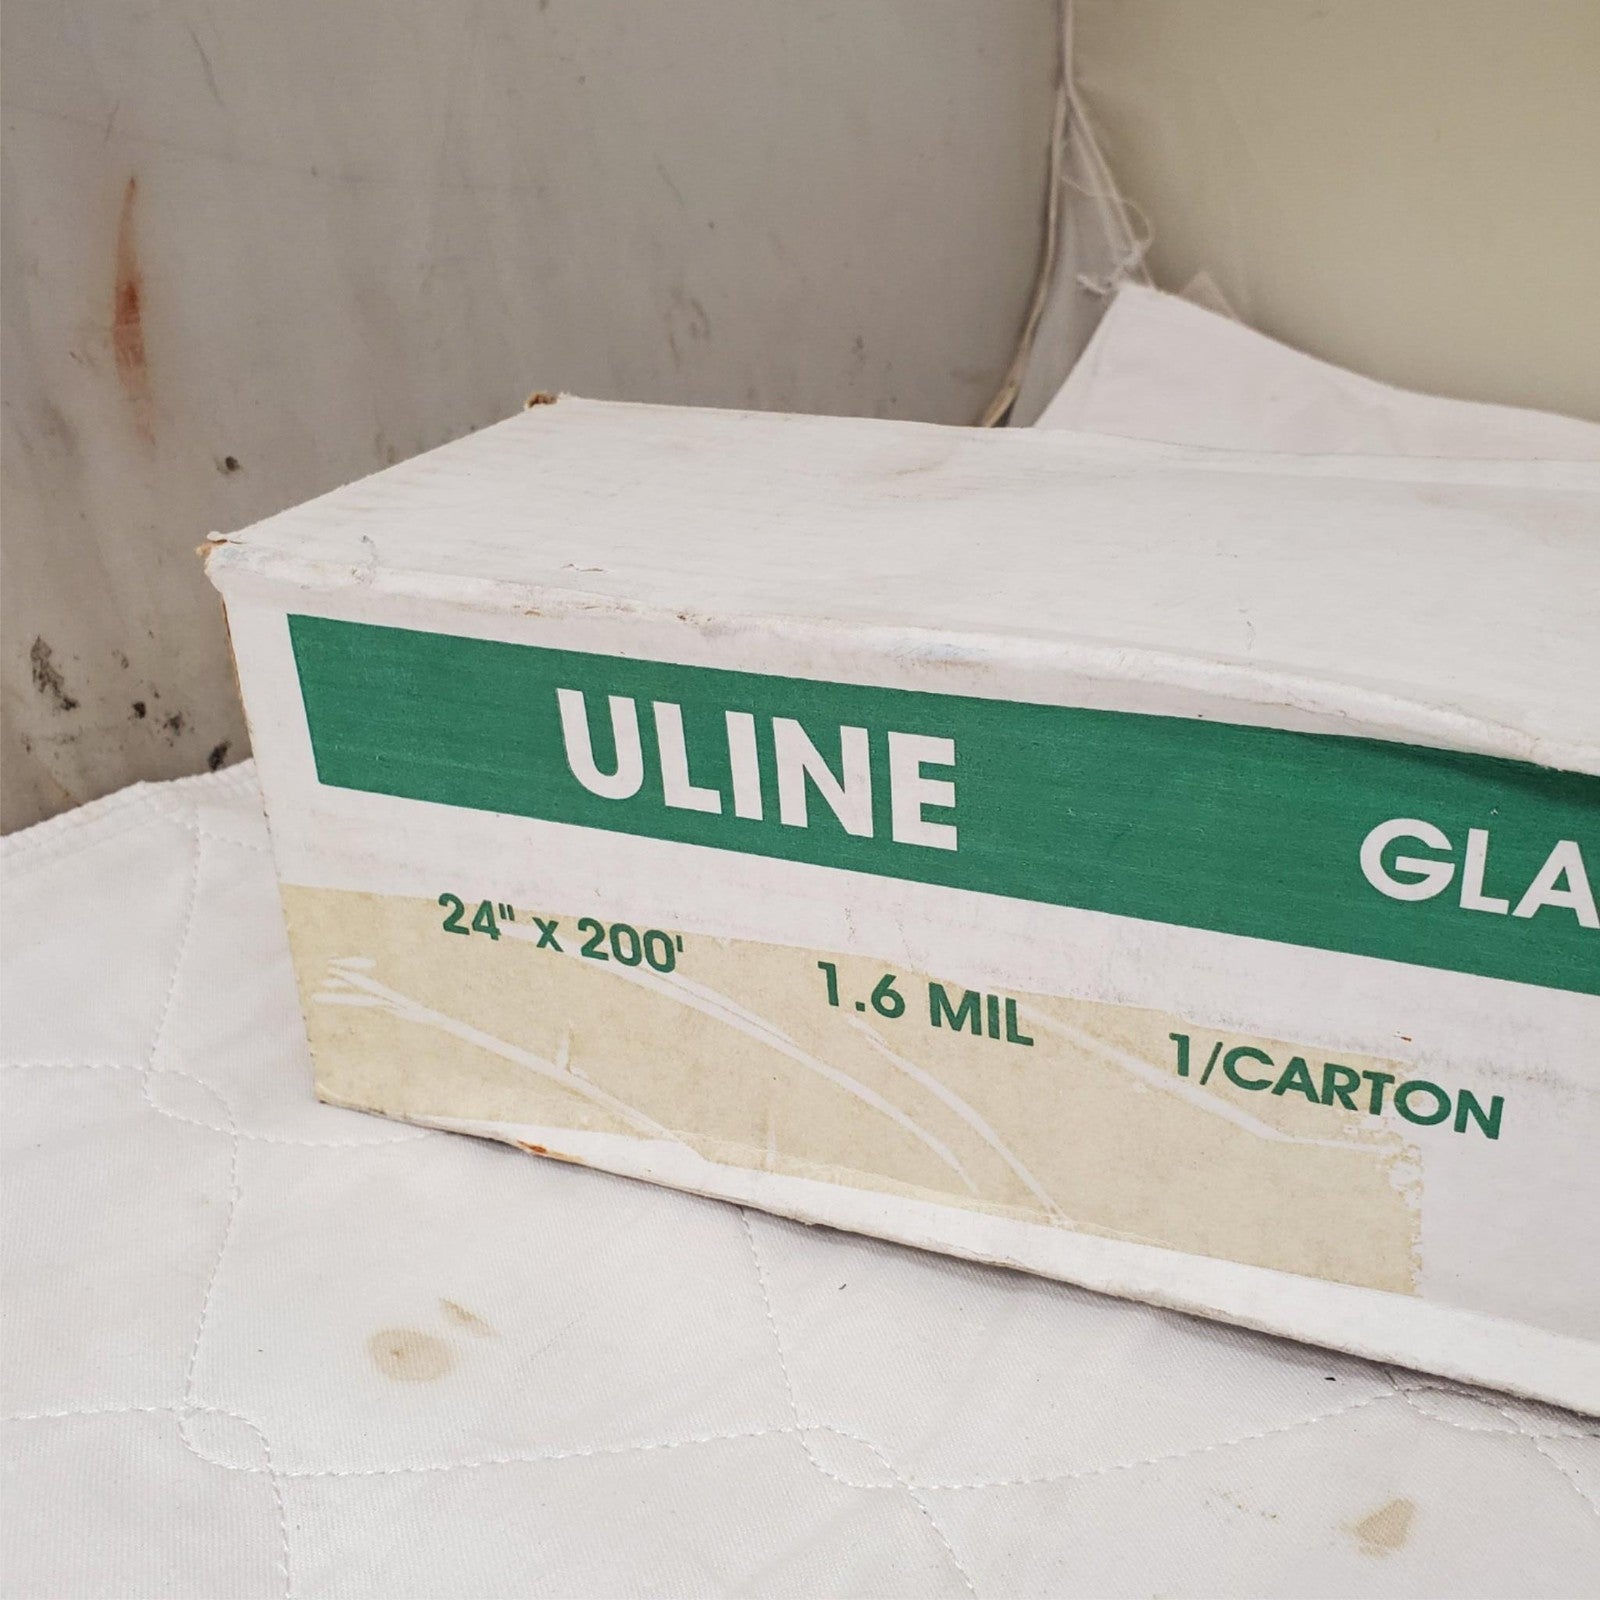 ULINE GLA
24" x 200' 1.6 MIL 1/CARTON